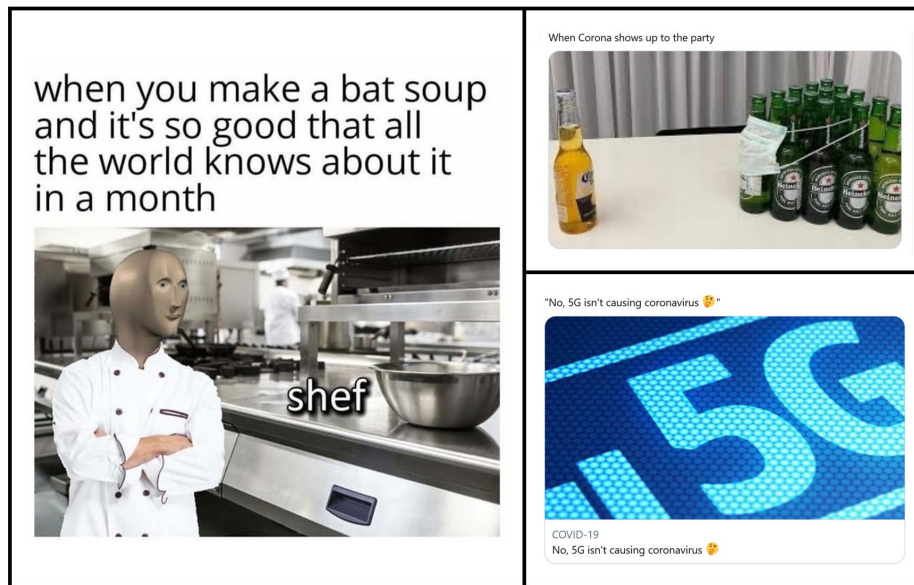 when you make a bat soup
and it's so good that all
the world knows about it
in a month
shef
When Corona shows up to the party
Heineken
"No, 5G isn't causing coronavirus 🤔"
5G
COVID-19
No, 5G isn't causing coronavirus 🤔